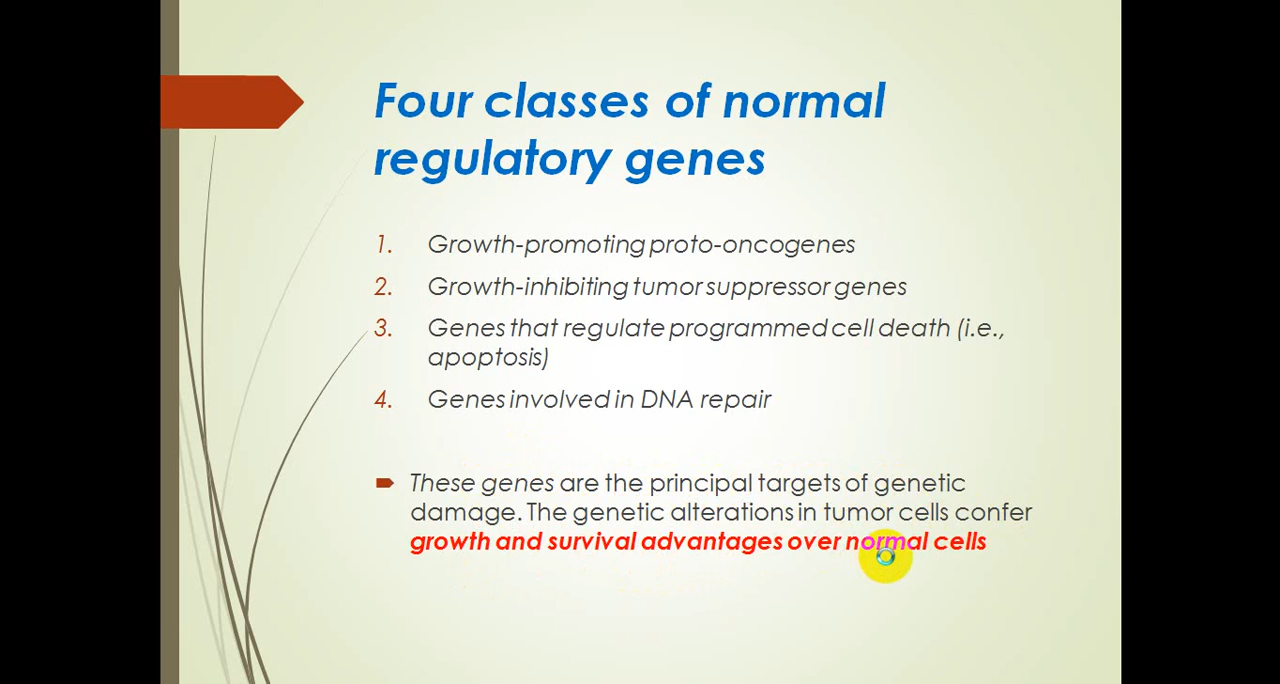 Four classes of normal
regulatory genes
1. Growth-promoting proto-oncogenes
2. Growth-inhibiting tumor suppressor genes
3. Genes that regulate programmed cell death (i.e.,
apoptosis)
4. Genes involved in DNA repair
These genes are the principal targets of genetic
damage. The genetic alterations in tumor cells confer
growth and survival advantages over normal cells